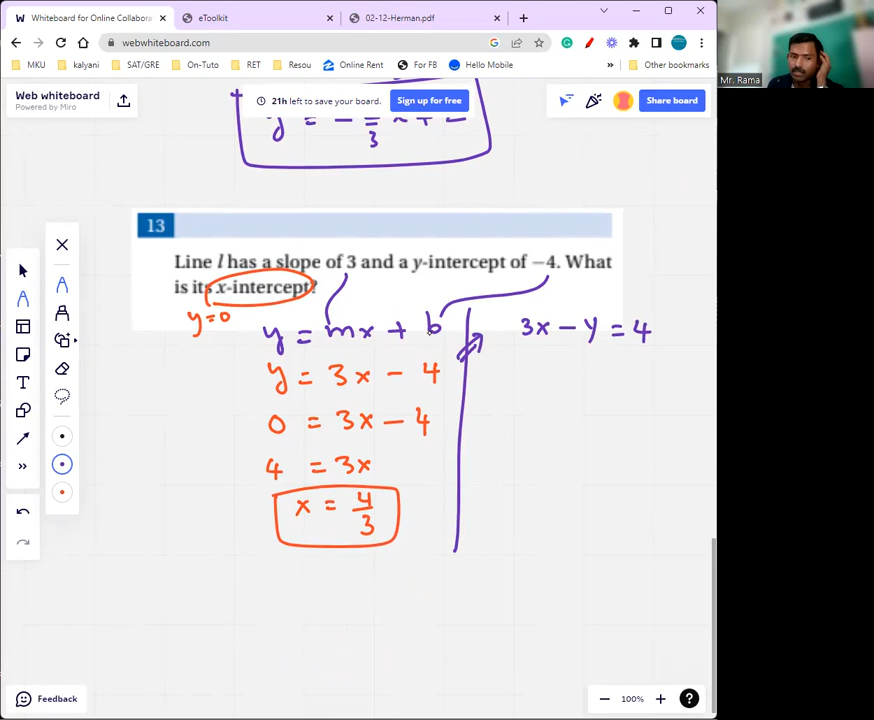 Whiteboard for Online Collabora
eToolkit
02-12-Herman.pdf
webwhiteboard.com
MKU
kalyani
SAT/GRE
On-Tuto
RET
Resou
Online Rent
For FB
Hello Mobile
Other bookmarks
Mr. Rama
Web whiteboard
Powered by Miro
21h left to save your board.
Sign up for free
Share board
13
Line l has a slope of 3 and a y-intercept of −4. What
is its x-intercept?
y=0
y = mx + b
3x − y = 4
y = 3x − 4
0 = 3x − 4
4 = 3x
x = 4/3
Feedback
100%